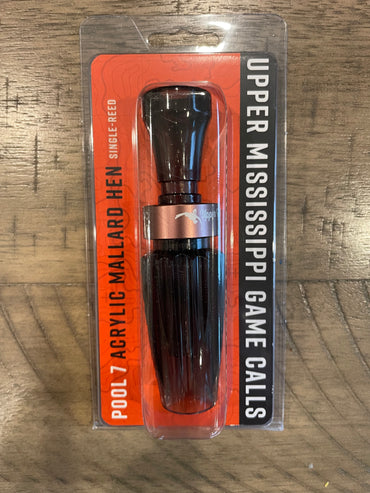 UPPER MISSISSIPPI GAME CALLS
POOL 7 ACRYLIC MALLARD HEN
SINGLE-REED